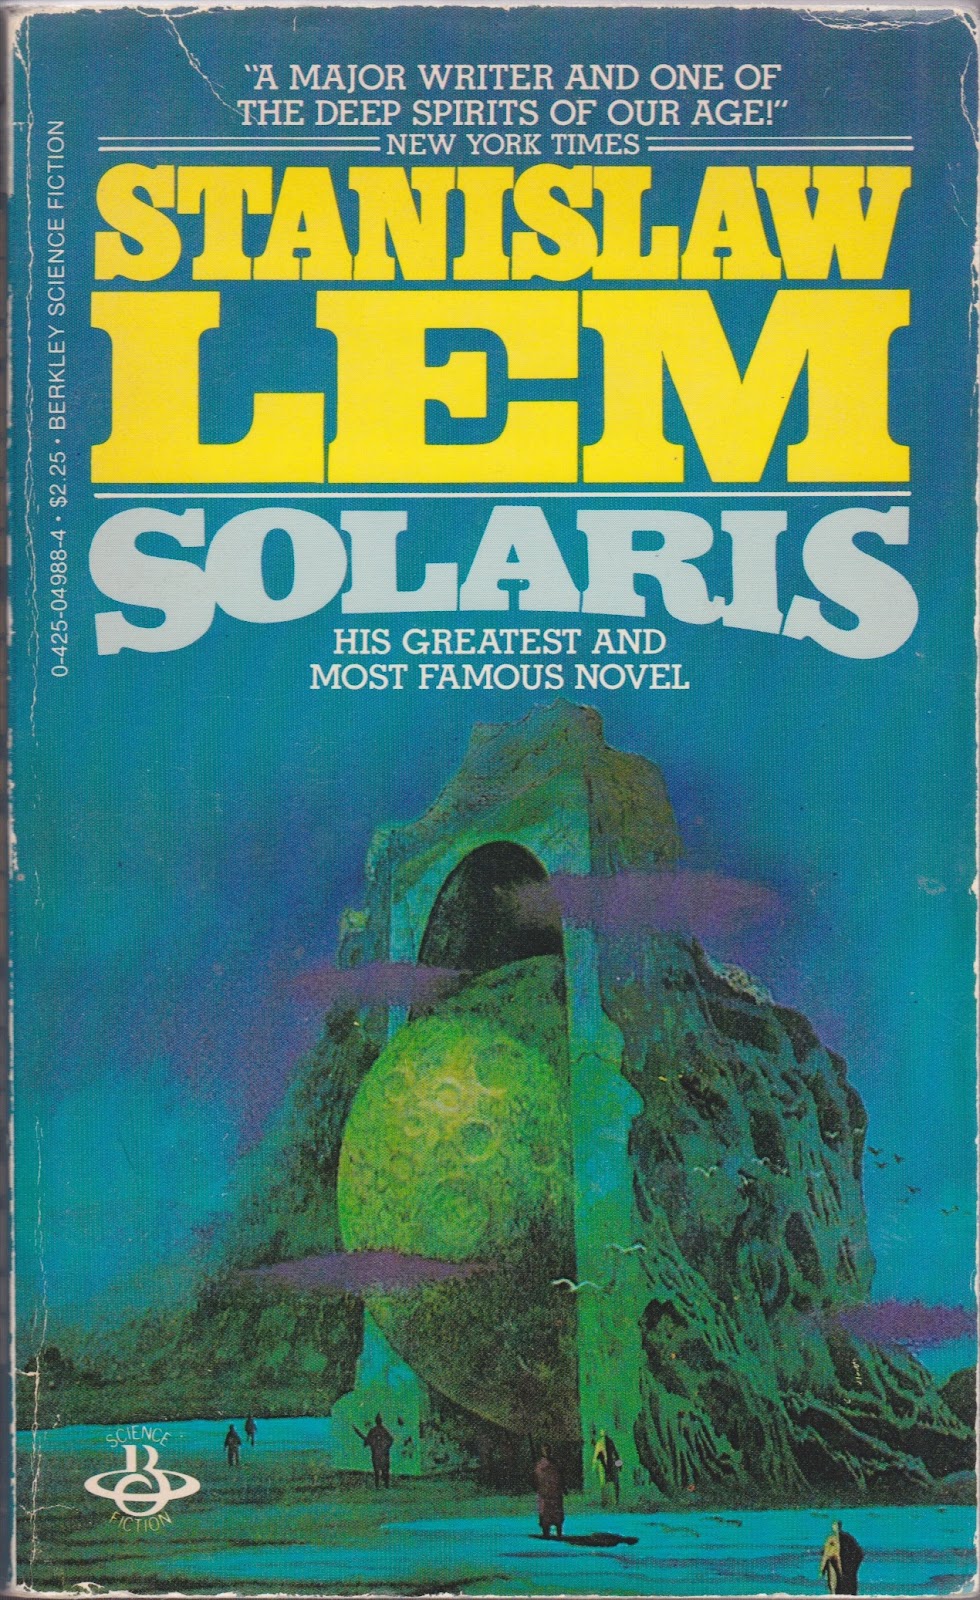 "A MAJOR WRITER AND ONE OF
THE DEEP SPIRITS OF OUR AGE!"
NEW YORK TIMES
STANISLAW
LEM
SOLARIS
HIS GREATEST AND
MOST FAMOUS NOVEL
0-425-04988-4 • $2.25 • BERKLEY SCIENCE FICTION
SCIENCE
B
FICTION